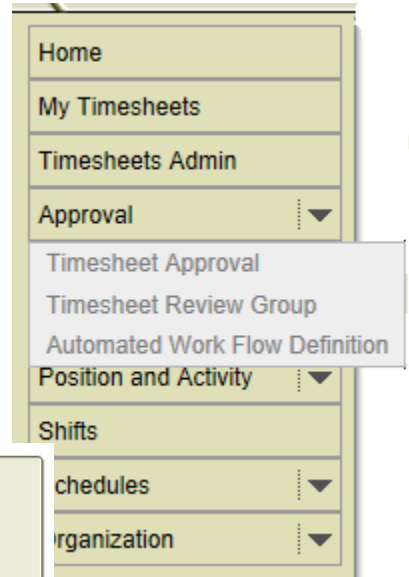 Home
My Timesheets
Timesheets Admin
Approval
Timesheet Approval
Timesheet Review Group
Automated Work Flow Definition
Position and Activity
Shifts
chedules
rganization